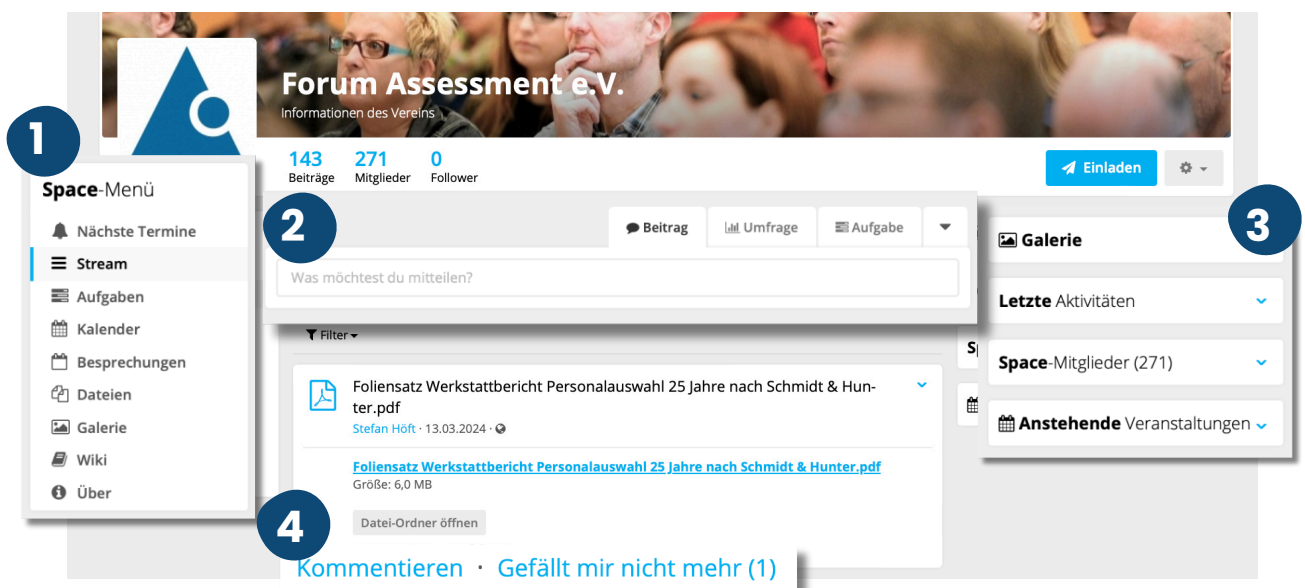 Forum Assessment e.V.
Informationen des Vereins
143
271
0
Beiträge
Mitglieder
Follower
Einladen
1
Space-Menü
Nächste Termine
Stream
Aufgaben
Kalender
Besprechungen
Dateien
Galerie
Wiki
Über
2
Beitrag
Umfrage
Aufgabe
Was möchtest du mitteilen?
3
Galerie
Letzte Aktivitäten
Space-Mitglieder (271)
Anstehende Veranstaltungen
Filter
Foliensatz Werkstattbericht Personalauswahl 25 Jahre nach Schmidt & Hun-
ter.pdf
Stefan Höft · 13.03.2024 ·
Foliensatz Werkstattbericht Personalauswahl 25 Jahre nach Schmidt & Hunter.pdf
Größe: 6,0 MB
Datei-Ordner öffnen
4
Kommentieren · Gefällt mir nicht mehr (1)